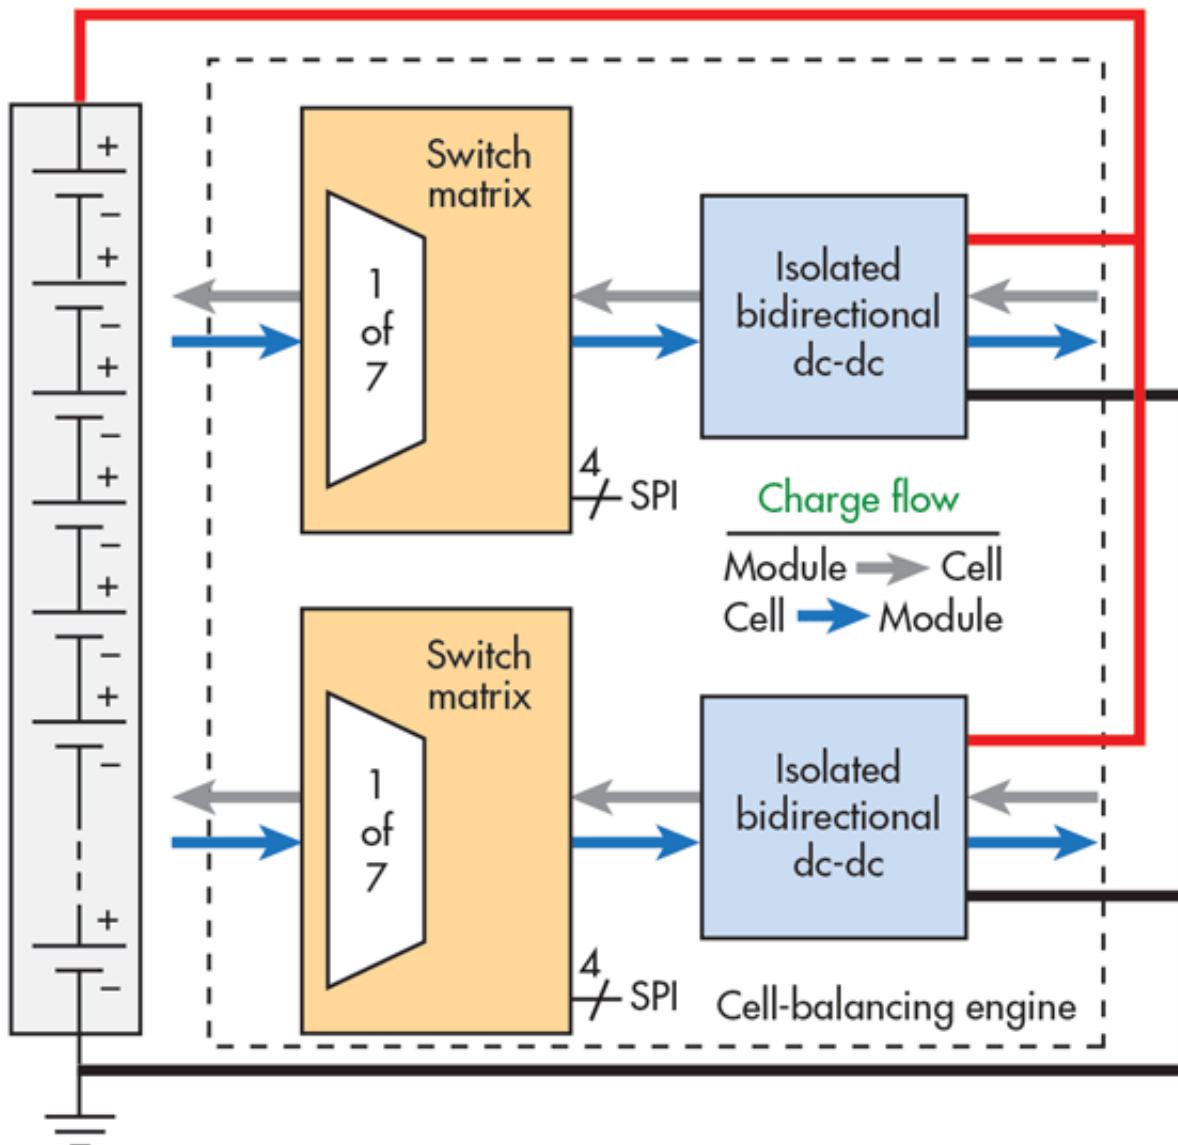 +
−
+
−
+
−
+
−
+
−
+
−
+
−
Switch
matrix
1
of
7
4
SPI
Isolated
bidirectional
dc-dc
Charge flow
Module Cell
Cell Module
Switch
matrix
1
of
7
4
SPI
Isolated
bidirectional
dc-dc
Cell-balancing engine